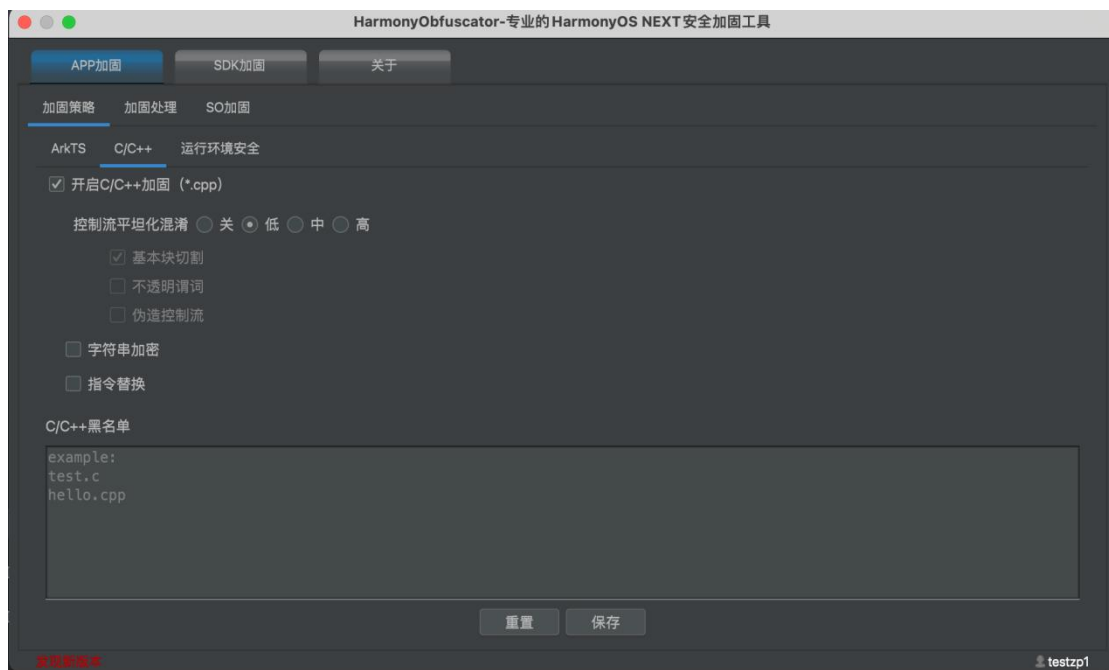 HarmonyObfuscator-专业的HarmonyOS NEXT安全加固工具
APP加固 SDK加固 关于
加固策略 加固处理 SO加固
ArkTS C/C++ 运行环境安全
开启C/C++加固（*.cpp）
控制流平坦化混淆 关 低 中 高
基本块切割
不透明谓词
伪造控制流
字符串加密
指令替换
C/C++黑名单
example:
test.c
hello.cpp
重置 保存
发现新版本 testzp1